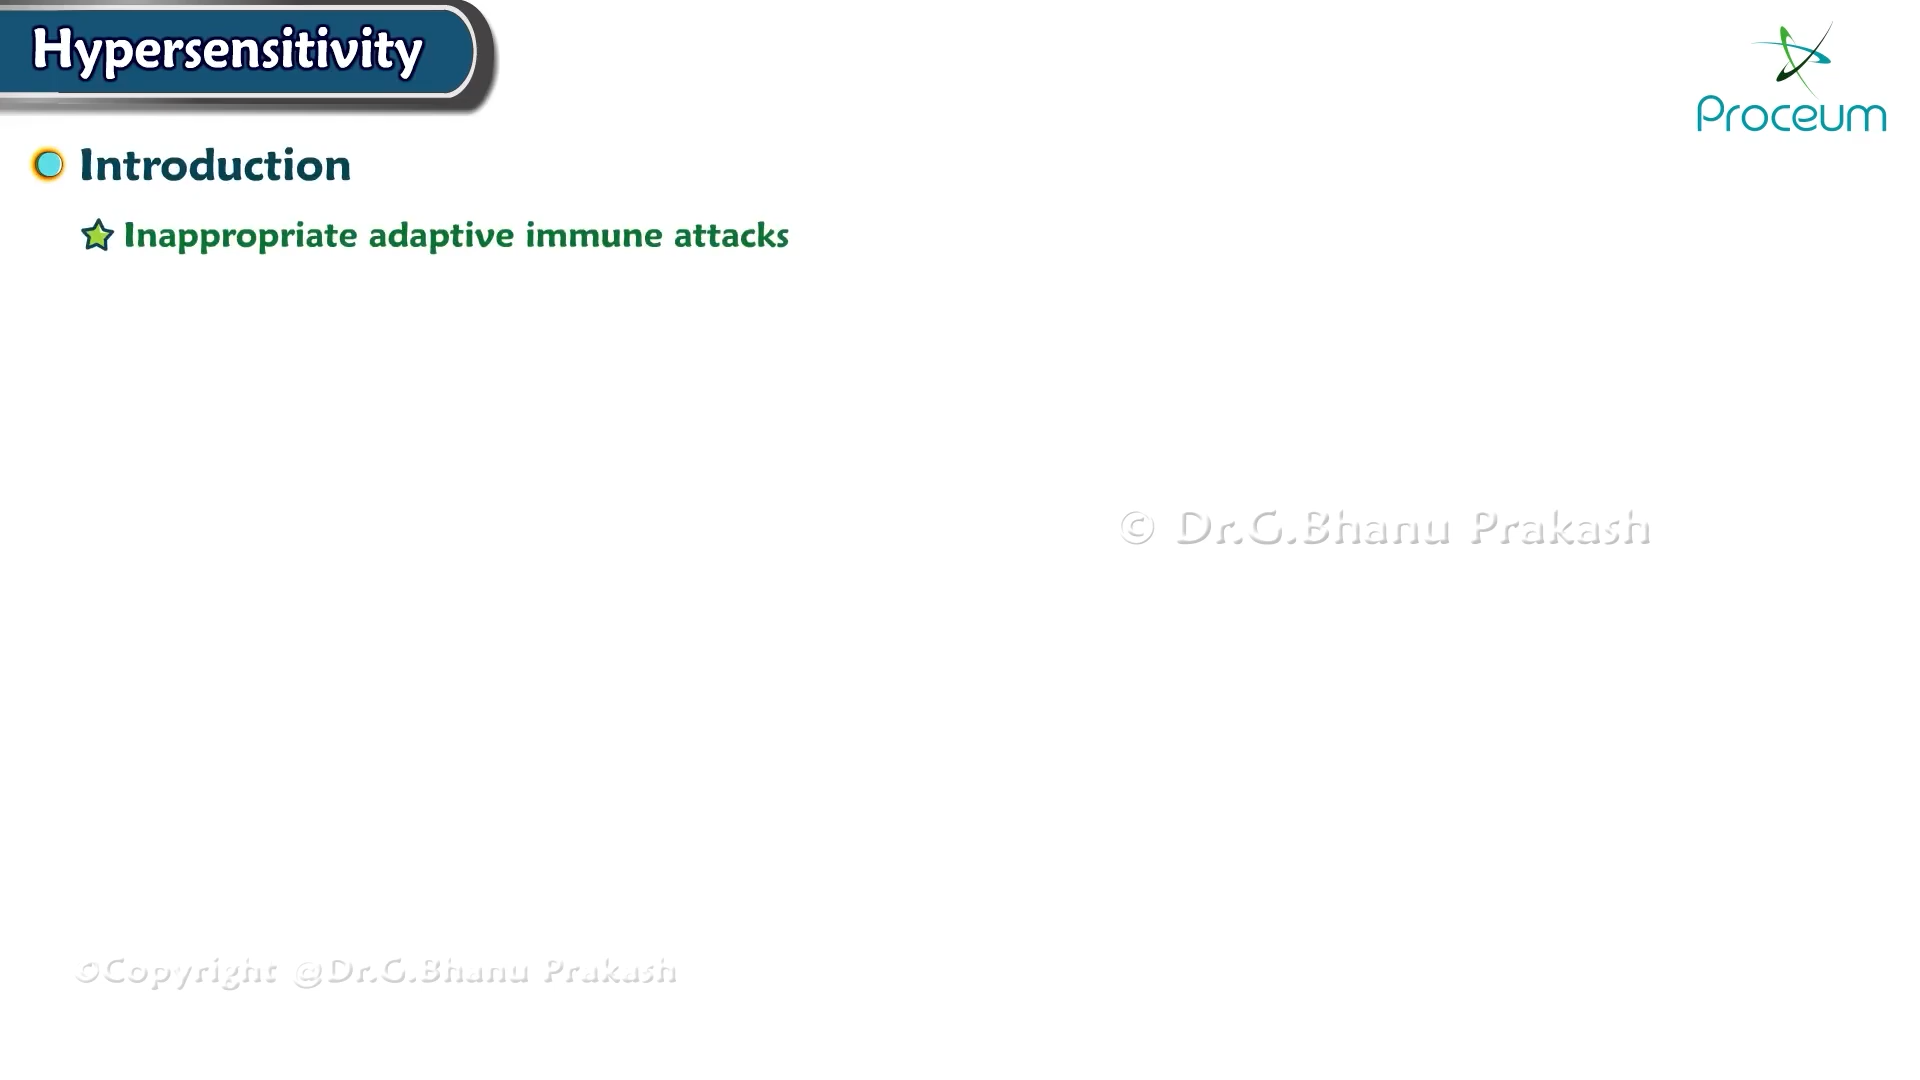 Hypersensitivity
Proceum
Introduction
Inappropriate adaptive immune attacks
© Dr.G.Bhanu Prakash
©Copyright @Dr.G.Bhanu Prakash